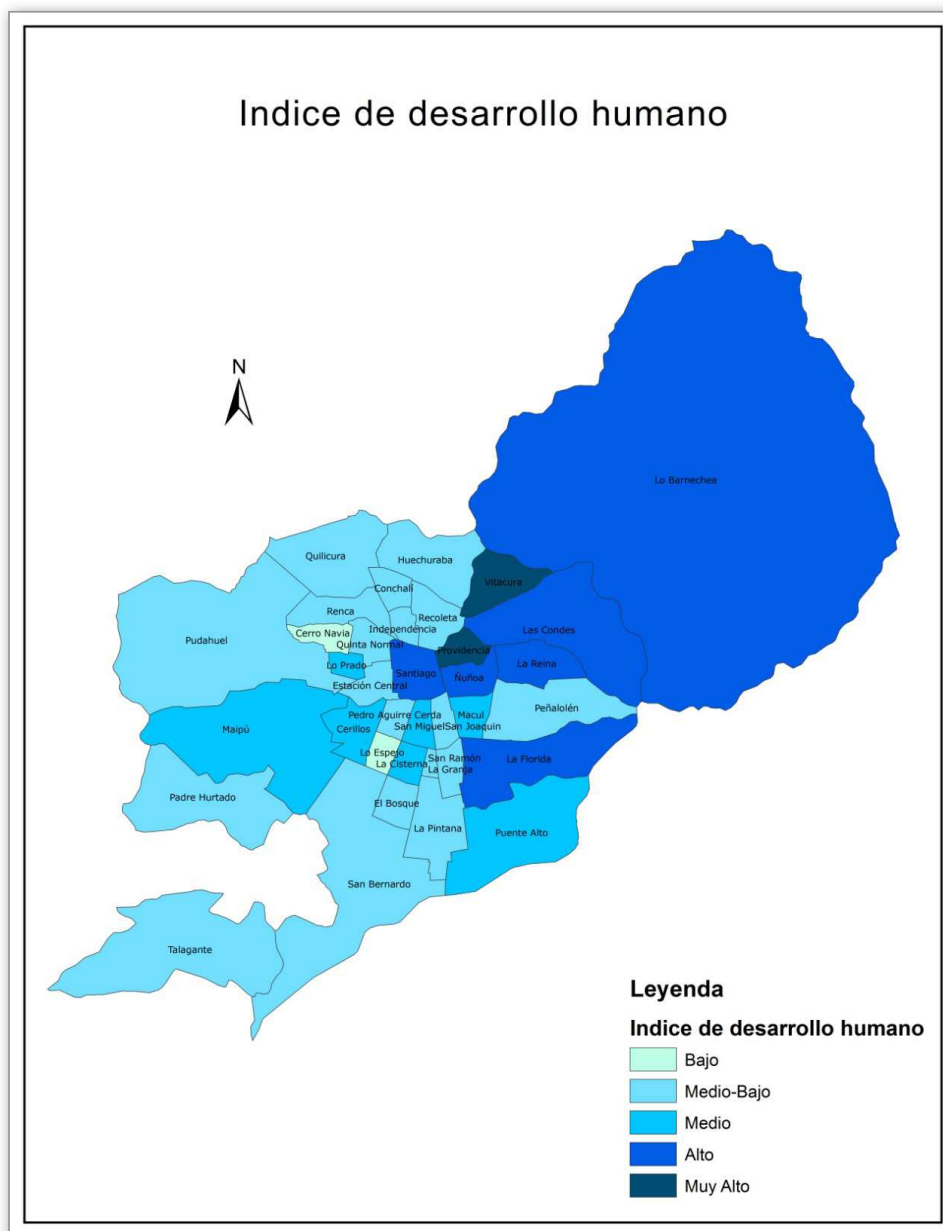 Indice de desarrollo humano
N
Lo Barnechea
Quilicura
Huechuraba
Vitacura
Conchalí
Renca
Recoleta
Independencia
Las Condes
Cerro Navia
Pudahuel
Quinta Normal
Providencia
Lo Prado
La Reina
Santiago
Ñuñoa
Estación Central
Peñalolén
Pedro Aguirre Cerda
Macul
Maipú
Cerillos
San Miguel
San Joaquin
Lo Espejo
San Ramón
La Florida
La Cisterna
La Granja
Padre Hurtado
El Bosque
La Pintana
Puente Alto
San Bernardo
Talagante
Leyenda
Indice de desarrollo humano
Bajo
Medio-Bajo
Medio
Alto
Muy Alto